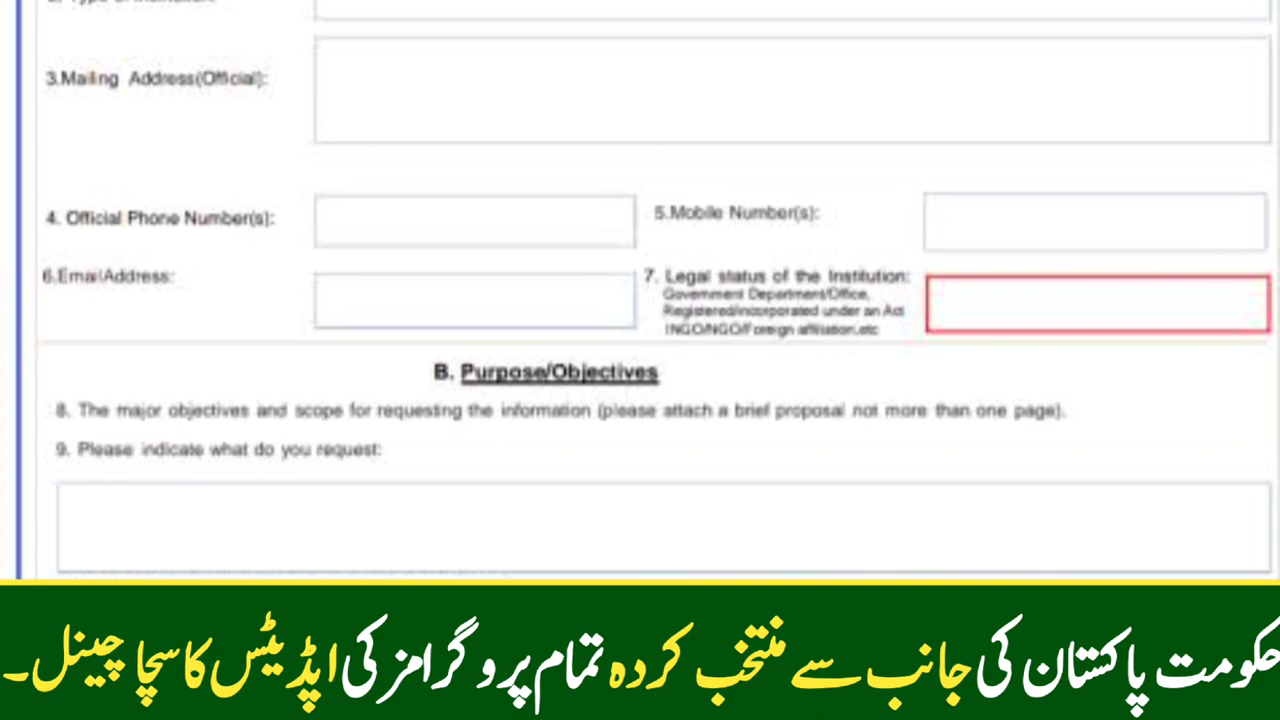 3.Mailing Address(Official):
4. Official Phone Number(s):
5.Mobile Number(s):
6.EmailAddress:
7. Legal status of the Institution:
Government Department/Office,
Registered/incorporated under an Act
INGO/NGO/Foreign affiliation,etc
B. Purpose/Objectives
8. The major objectives and scope for requesting the information (please attach a brief proposal not more than one page).
9. Please indicate what do you request:
حکومت پاکستان کی جانب سے منتخب کردہ تمام پروگرامز کی اپڈیٹس کا سچا چینل۔